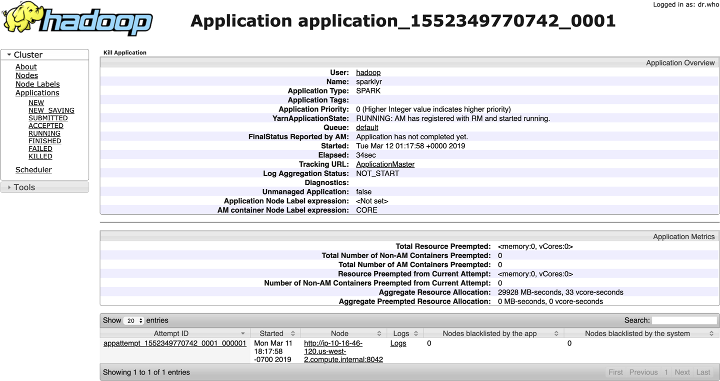 Logged in as: dr.who
hadoop
Application application_1552349770742_0001
Cluster
About
Nodes
Node Labels
Applications
NEW
NEW_SAVING
SUBMITTED
ACCEPTED
RUNNING
FINISHED
FAILED
KILLED
Scheduler
Tools
Kill Application
Application Overview
User: hadoop
Name: sparklyr
Application Type: SPARK
Application Tags:
Application Priority: 0 (Higher Integer value indicates higher priority)
YarnApplicationState: RUNNING: AM has registered with RM and started running.
Queue: default
FinalStatus Reported by AM: Application has not completed yet.
Started: Tue Mar 12 01:17:58 +0000 2019
Elapsed: 34sec
Tracking URL: ApplicationMaster
Log Aggregation Status: NOT_START
Diagnostics:
Unmanaged Application: false
Application Node Label expression: <Not set>
AM container Node Label expression: CORE
Application Metrics
Total Resource Preempted: <memory:0, vCores:0>
Total Number of Non-AM Containers Preempted: 0
Total Number of AM Containers Preempted: 0
Resource Preempted from Current Attempt: <memory:0, vCores:0>
Number of Non-AM Containers Preempted from Current Attempt: 0
Aggregate Resource Allocation: 29928 MB-seconds, 33 vcore-seconds
Aggregate Preempted Resource Allocation: 0 MB-seconds, 0 vcore-seconds
Show 20 entries Search:
Attempt ID Started Node Logs Nodes blacklisted by the app Nodes blacklisted by the system
appattempt_1552349770742_0001_000001 Mon Mar 11 http://ip-10-16-46- Logs 0 0
18:17:58 120.us-west-
-0700 2019 2.compute.internal:8042
Showing 1 to 1 of 1 entries First Previous 1 Next Last